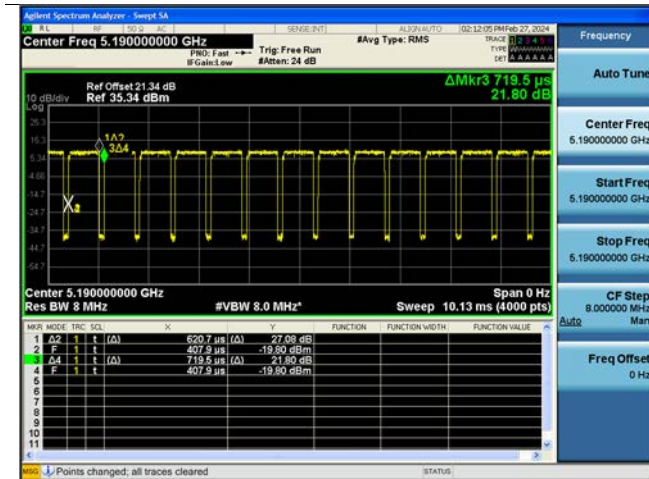 Agilent Spectrum Analyzer - Swept SA
RL RF 50 Ω AC SENSE:INT ALIGN AUTO 02:12:05 PM Feb 27, 2024
Center Freq 5.190000000 GHz
PNO: Fast
IFGain:Low
Trig: Free Run
#Atten: 24 dB
#Avg Type: RMS
TRACE 1 2 3 4 5 6
TYPE
DET A A A A A A
Ref Offset 21.34 dB
Ref 35.34 dBm
10 dB/div
Log
ΔMkr3 719.5 µs
21.80 dB
25.3
15.3
5.34
-4.66
-14.7
-24.7
-34.7
-44.7
-54.7
1Δ2
3Δ4
X
Center 5.190000000 GHz
Span 0 Hz
Res BW 8 MHz
#VBW 8.0 MHz*
Sweep 10.13 ms (4000 pts)
MKR MODE TRC SCL X Y FUNCTION FUNCTION WIDTH FUNCTION VALUE
1 Δ2 1 t (Δ) 620.7 µs (Δ) 27.08 dB
2 F 1 t 407.9 µs -19.80 dBm
3 Δ4 1 t (Δ) 719.5 µs (Δ) 21.80 dB
4 F 1 t 407.9 µs -19.80 dBm
5
6
7
8
9
10
11
MSG Points changed; all traces cleared
STATUS
Frequency
Auto Tune
Center Freq
5.190000000 GHz
Start Freq
5.190000000 GHz
Stop Freq
5.190000000 GHz
CF Step
8.000000 MHz
Auto Man
Freq Offset
0 Hz